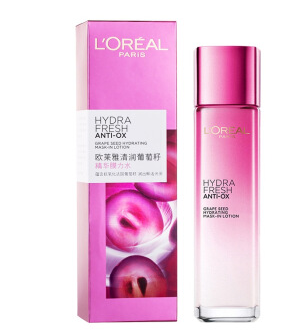 L'ORÉAL
PARIS
HYDRA
FRESH
ANTI-OX
GRAPE SEED HYDRATING
MASK-IN LOTION
欧莱雅清润葡萄籽
精华膜力水
L'ORÉAL
PARIS
HYDRA
FRESH
ANTI-OX
GRAPE SEED
HYDRATING
MASK-IN LOTION